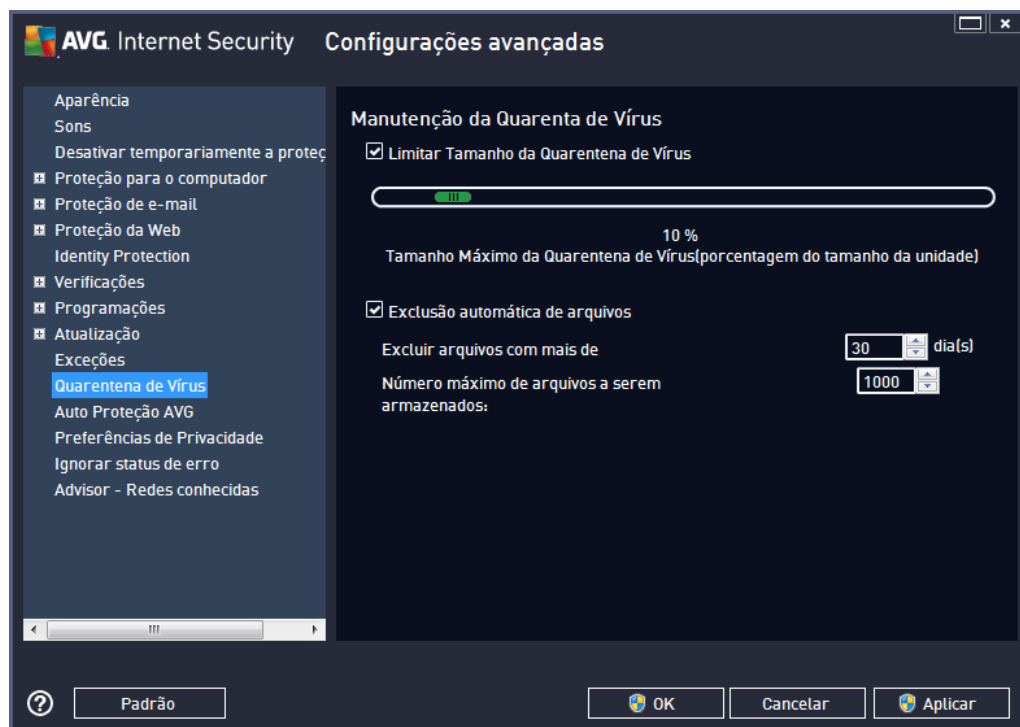 AVG. Internet Security Configurações avançadas
Aparência
Sons
Desativar temporariamente a proteç
Proteção para o computador
Proteção de e-mail
Proteção da Web
Identity Protection
Verificações
Programações
Atualização
Exceções
Quarentena de Vírus
Auto Proteção AVG
Preferências de Privacidade
Ignorar status de erro
Advisor - Redes conhecidas
Manutenção da Quarenta de Vírus
Limitar Tamanho da Quarentena de Vírus
10 %
Tamanho Máximo da Quarentena de Vírus(porcentagem do tamanho da unidade)
Exclusão automática de arquivos
Excluir arquivos com mais de 30 dia(s)
Número máximo de arquivos a serem 1000
armazenados:
? Padrão OK Cancelar Aplicar